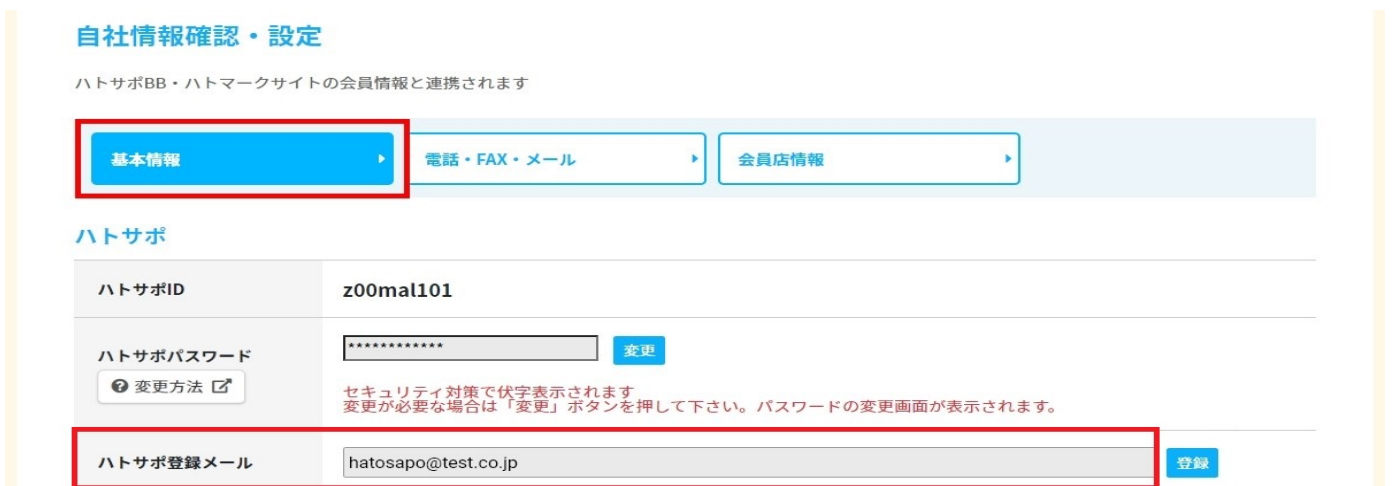 自社情報確認・設定
ハトサポBB・ハトマークサイトの会員情報と連携されます
基本情報
電話・FAX・メール
会員店情報
ハトサポ
ハトサポID
z00mal101
ハトサポパスワード
************
変更
変更方法
セキュリティ対策で伏字表示されます
変更が必要な場合は「変更」ボタンを押して下さい。パスワードの変更画面が表示されます。
ハトサポ登録メール
hatosapo@test.co.jp
登録